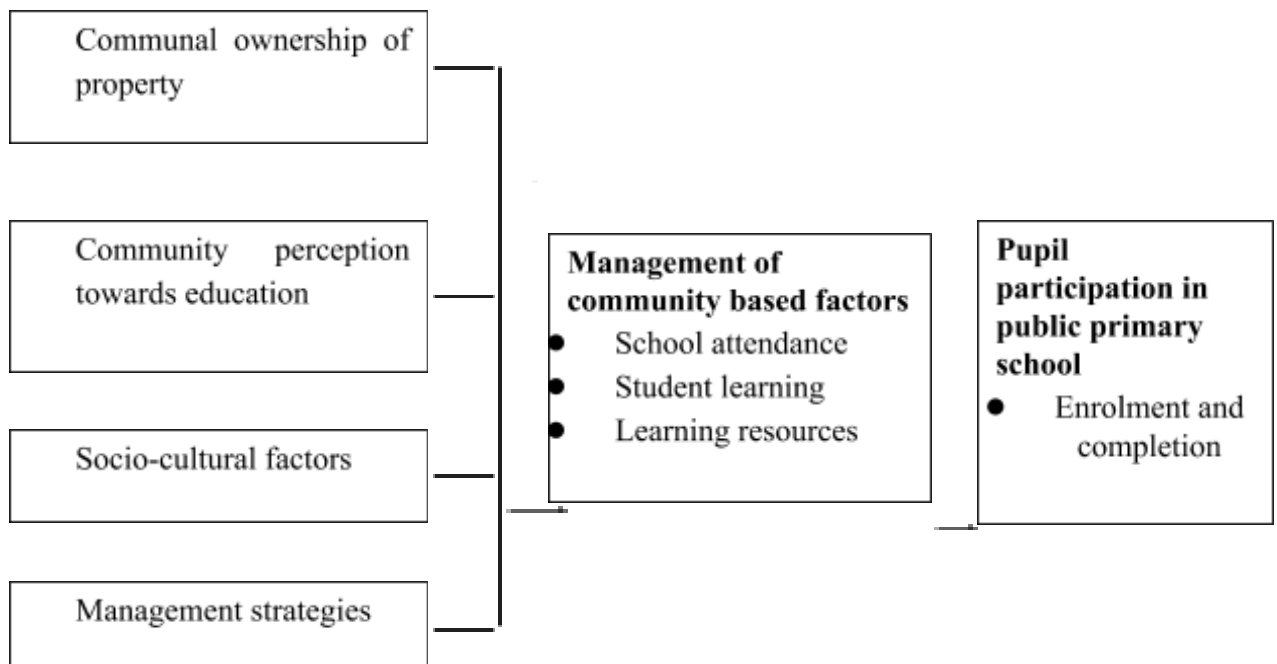 Communal ownership of
property
Community perception
towards education
Socio-cultural factors
Management strategies
Management of
community based factors
● School attendance
● Student learning
● Learning resources
Pupil
participation in
public primary
school
● Enrolment and
completion